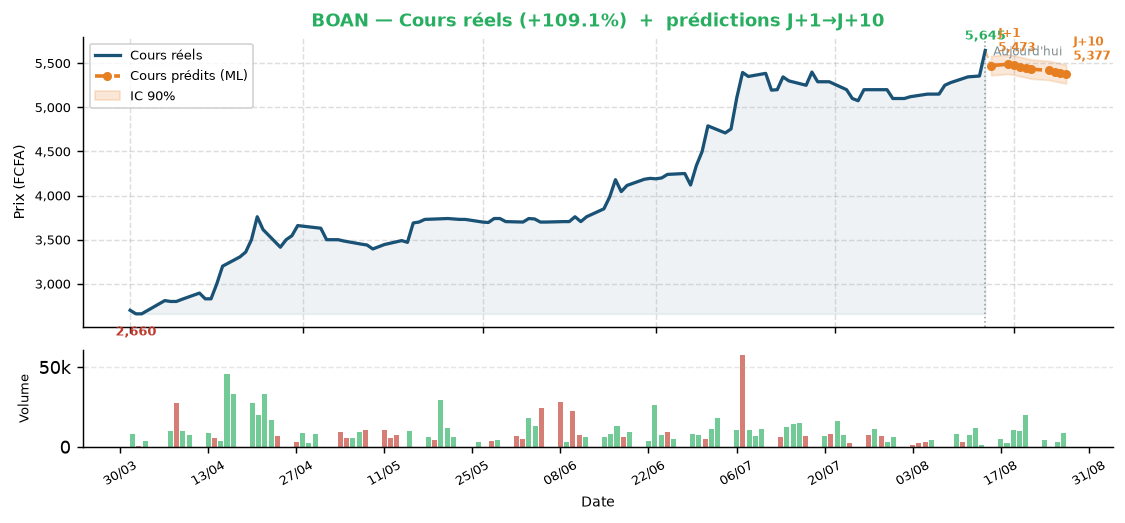 BOAN — Cours réels (+109.1%) + prédictions J+1→J+10
Cours réels
Cours prédits (ML)
IC 90%
5,645
J+1
5,473
Aujourd'hui
J+10
5,377
Prix (FCFA)
5,500
5,000
4,500
4,000
3,500
3,000
2,660
Volume
50k
0
30/03
13/04
27/04
11/05
25/05
08/06
22/06
06/07
20/07
03/08
17/08
31/08
Date